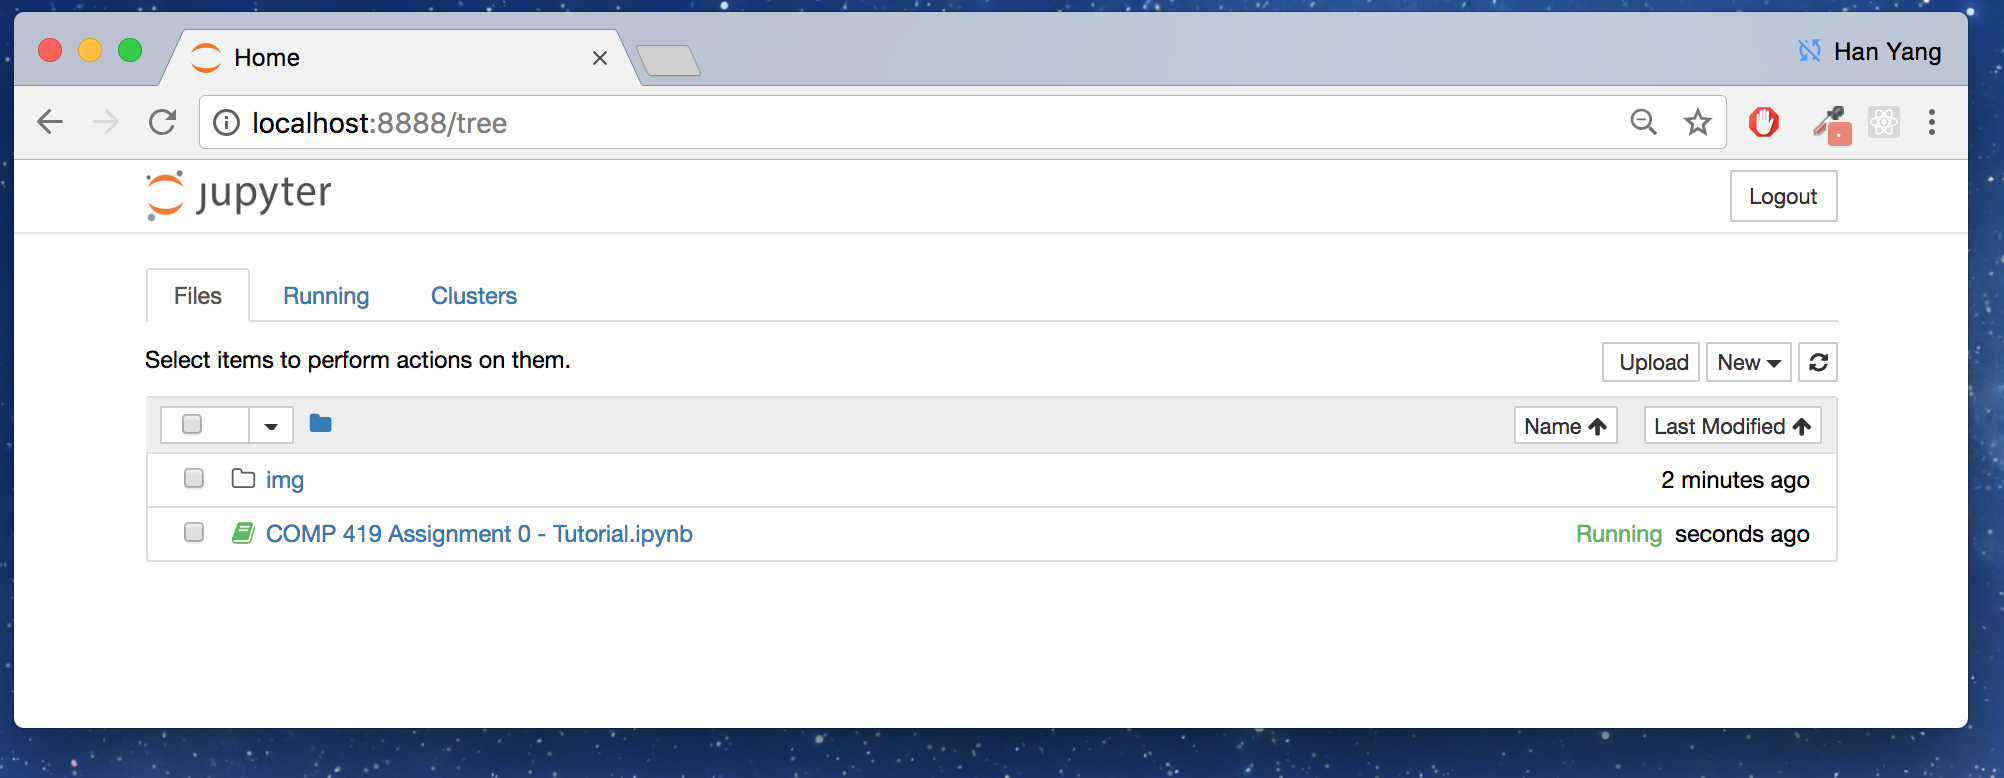 Home
Han Yang
localhost:8888/tree
jupyter
Logout
Files Running Clusters
Select items to perform actions on them.
Upload New
Name Last Modified
img 2 minutes ago
COMP 419 Assignment 0 - Tutorial.ipynb Running seconds ago